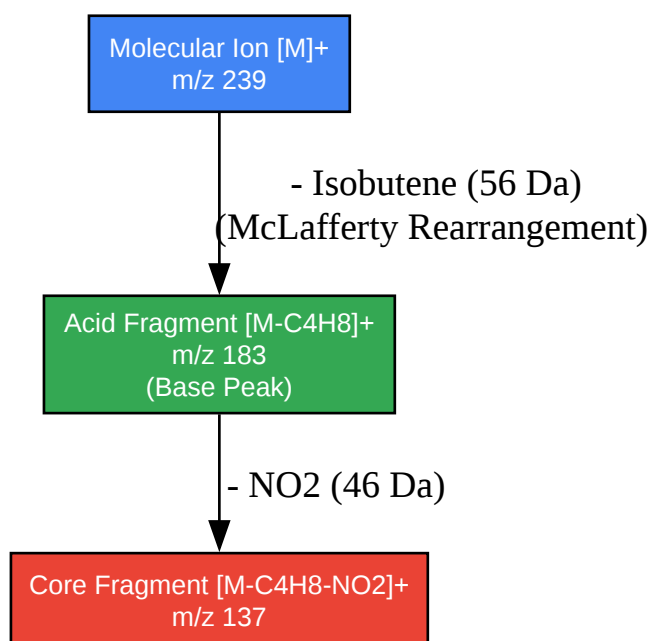 Molecular Ion [M]+
m/z 239
- Isobutene (56 Da)
(McLafferty Rearrangement)
Acid Fragment [M-C4H8]+
m/z 183
(Base Peak)
- NO2 (46 Da)
Core Fragment [M-C4H8-NO2]+
m/z 137